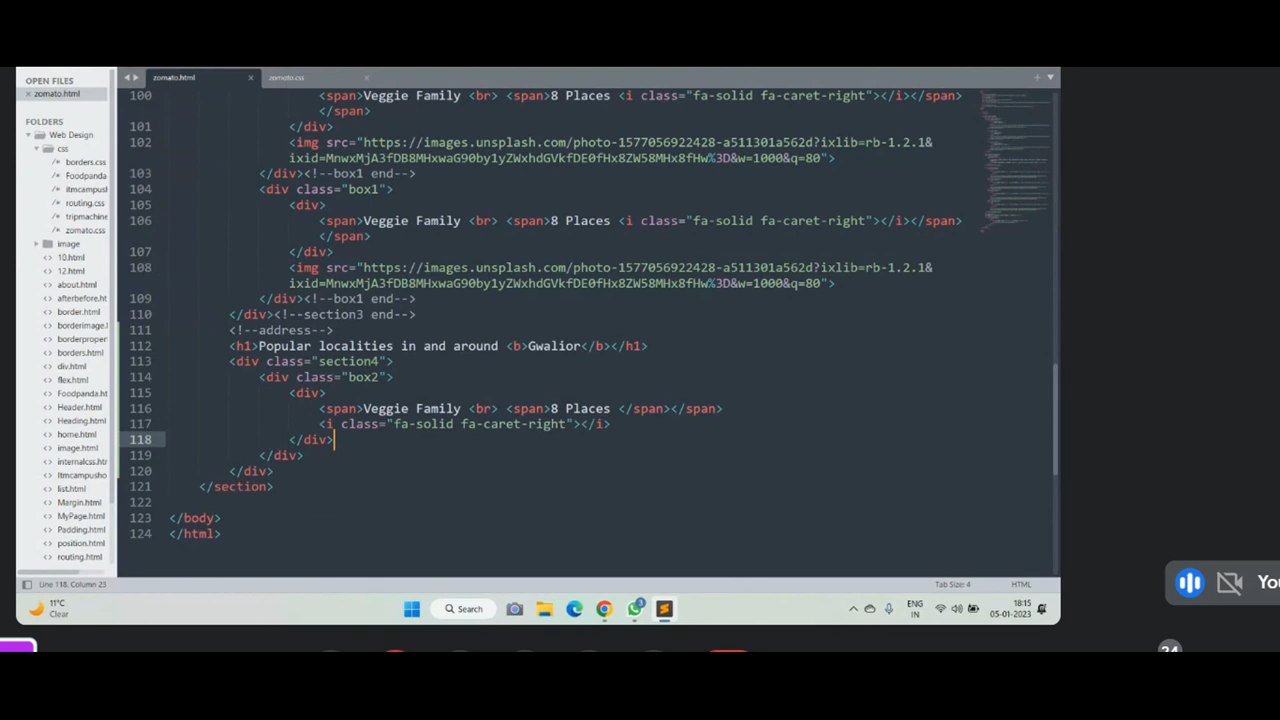 OPEN FILES
zomato.html
FOLDERS
Web Design
css
borders.css
Foodpanda
itmcampus
routing.css
tripmachine
zomato.css
image
10.html
12.html
about.html
afterbefore.ht
border.html
borderimage.
borderproper
borders.html
div.html
flex.html
Foodpanda.ht
Header.html
Heading.html
home.html
image.html
internalcss.ht
Itmcampusho
list.html
Margin.html
MyPage.html
Padding.html
position.html
routing.html
zomato.html ×
zomato.css ×
100 <span>Veggie Family <br> <span>8 Places <i class="fa-solid fa-caret-right"></i></span>
</span>
101 </div>
102 <img src="https://images.unsplash.com/photo-1577056922428-a511301a562d?ixlib=rb-1.2.1&
ixid=MnwxMjA3fDB8MHxwaG90by1yZWxhdGVkfDE0fHx8ZW58MHx8fHw%3D&w=1000&q=80">
103 </div><!--box1 end-->
104 <div class="box1">
105 <div>
106 <span>Veggie Family <br> <span>8 Places <i class="fa-solid fa-caret-right"></i></span>
</span>
107 </div>
108 <img src="https://images.unsplash.com/photo-1577056922428-a511301a562d?ixlib=rb-1.2.1&
ixid=MnwxMjA3fDB8MHxwaG90by1yZWxhdGVkfDE0fHx8ZW58MHx8fHw%3D&w=1000&q=80">
109 </div><!--box1 end-->
110 </div><!--section3 end-->
111 <!--address-->
112 <h1>Popular localities in and around <b>Gwalior</b></h1>
113 <div class="section4">
114 <div class="box2">
115 <div>
116 <span>Veggie Family <br> <span>8 Places </span></span>
117 <i class="fa-solid fa-caret-right"></i>
118 </div>
119 </div>
120 </div>
121 </section>
122
123 </body>
124 </html>
Line 118, Column 23
Tab Size: 4
HTML
11°C
Clear
Search
ENG
IN
18:15
05-01-2023
You